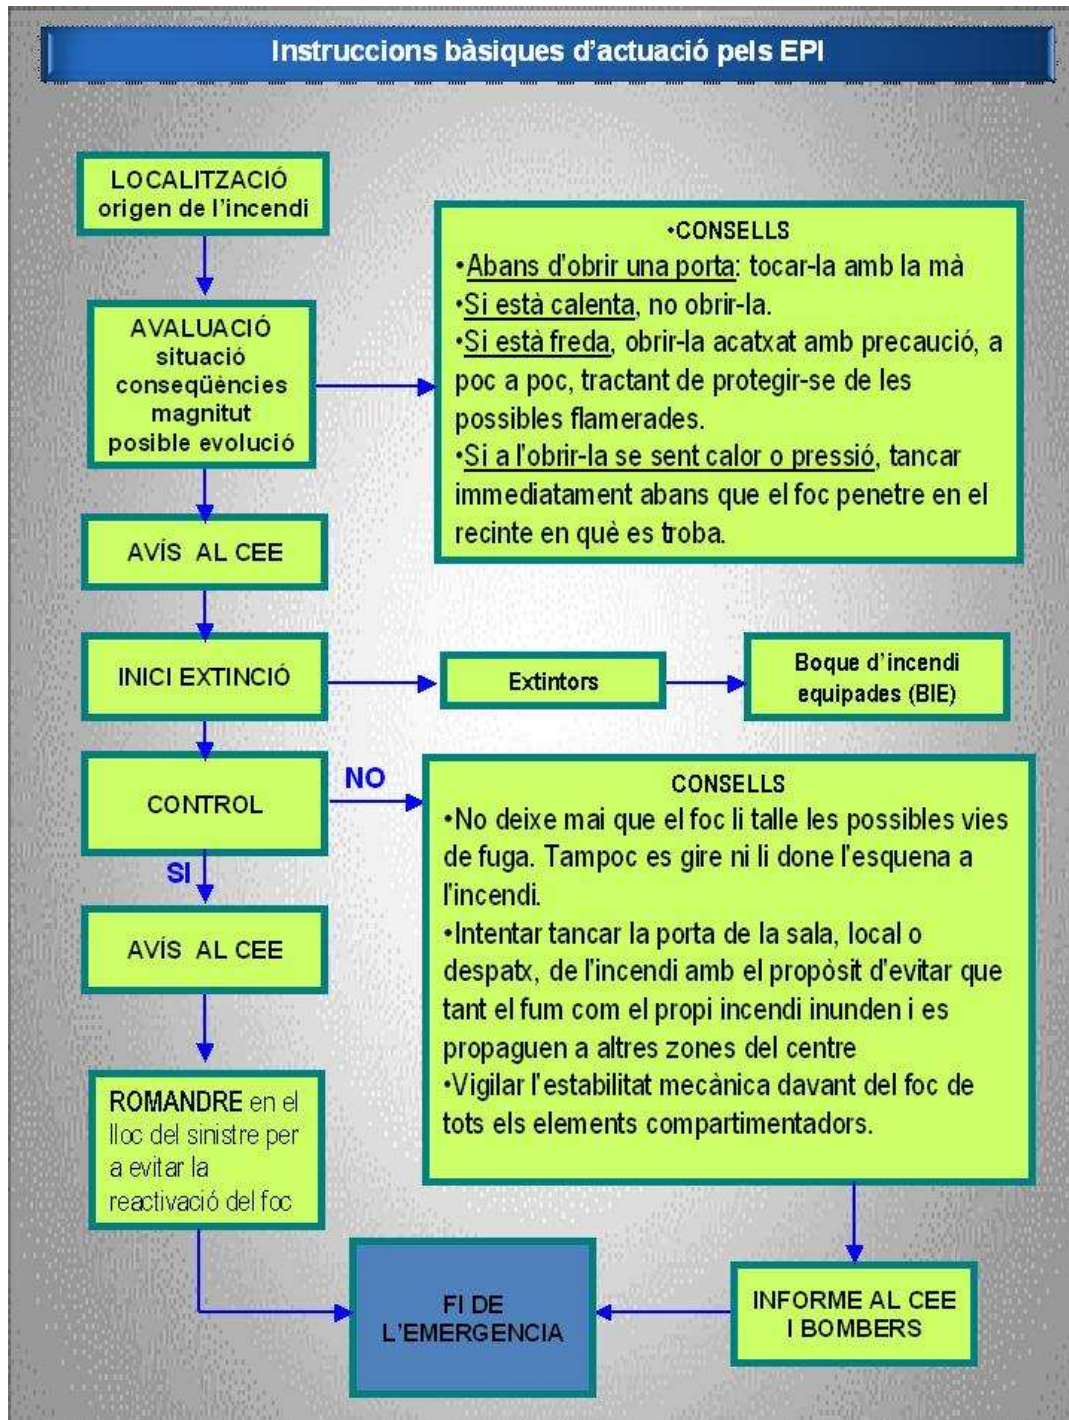 Instruccions bàsiques d'actuació pels EPI
LOCALITZACIÓ
origen de l'incendi
•CONSELLS
•Abans d'obrir una porta: tocar-la amb la mà
•Si està calenta, no obrir-la.
•Si està freda, obrir-la acatxat amb precaució, a
poc a poc, tractant de protegir-se de les
possibles flamerades.
•Si a l'obrir-la se sent calor o pressió, tancar
immediatament abans que el foc penetre en el
recinte en què es troba.
AVALUACIÓ
situació
conseqüències
magnitut
posible evolució
AVÍS AL CEE
INICI EXTINCIÓ
Extintors
Boque d'incendi
equipades (BIE)
CONTROL
NO
SI
CONSELLS
•No deixe mai que el foc li talle les possibles vies
de fuga. Tampoc es gire ni li done l'esquena a
l'incendi.
•Intentar tancar la porta de la sala, local o
despatx, de l'incendi amb el propòsit d'evitar que
tant el fum com el propi incendi inunden i es
propaguen a altres zones del centre
•Vigilar l'estabilitat mecànica davant del foc de
tots els elements compartimentadors.
AVÍS AL CEE
ROMANDRE en el
lloc del sinistre per
a evitar la
reactivació del foc
FI DE
L'EMERGENCIA
INFORME AL CEE
I BOMBERS